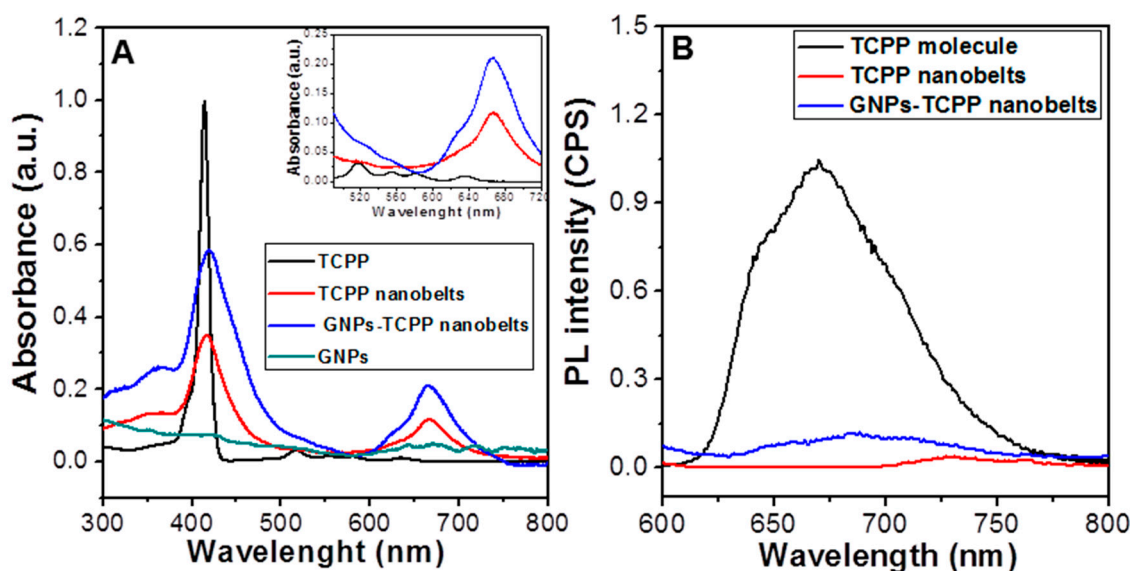 A
Absorbance (a.u.)
1.2
1.0
0.8
0.6
0.4
0.2
0.0
300 400 500 600 700 800
Wavelenght (nm)
Absorbance (a.u.)
0.25
0.20
0.15
0.10
0.05
0.00
520 560 600 640 680 720
Wavelenght (nm)
TCPP
TCPP nanobelts
GNPs-TCPP nanobelts
GNPs
B
PL intensity (CPS)
1.5
1.2
0.9
0.6
0.3
0.0
600 650 700 750 800
Wavelength (nm)
TCPP molecule
TCPP nanobelts
GNPs-TCPP nanobelts